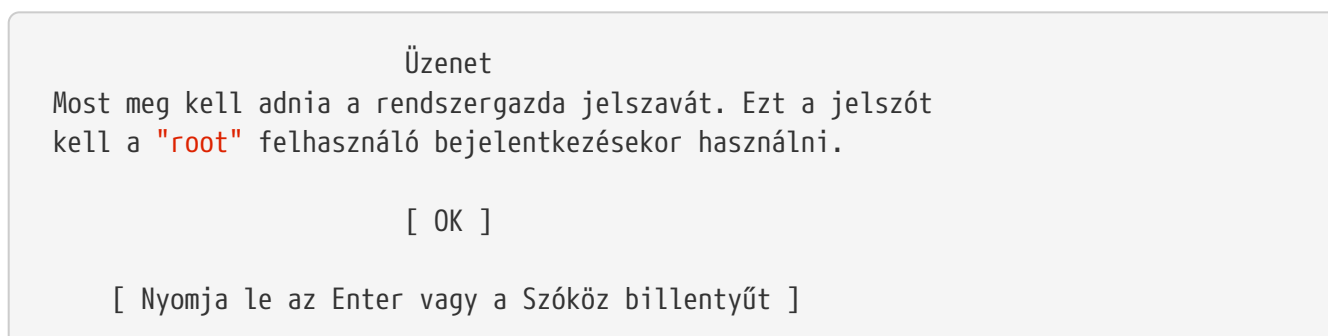 Üzenet
Most meg kell adnia a rendszergazda jelszavát. Ezt a jelszót
kell a "root" felhasználó bejelentkezésekor használni.
[ OK ]
[ Nyomja le az Enter vagy a Szóköz billentyűt ]